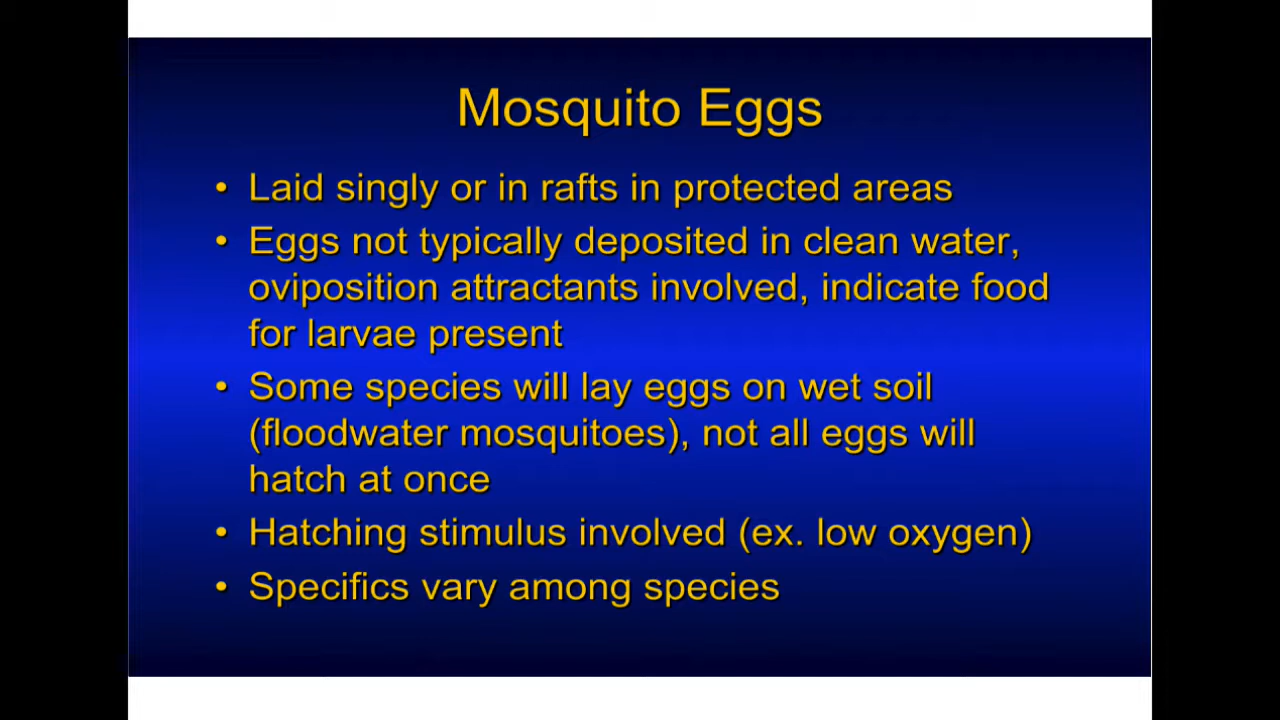 Mosquito Eggs
• Laid singly or in rafts in protected areas
• Eggs not typically deposited in clean water,
oviposition attractants involved, indicate food
for larvae present
• Some species will lay eggs on wet soil
(floodwater mosquitoes), not all eggs will
hatch at once
• Hatching stimulus involved (ex. low oxygen)
• Specifics vary among species